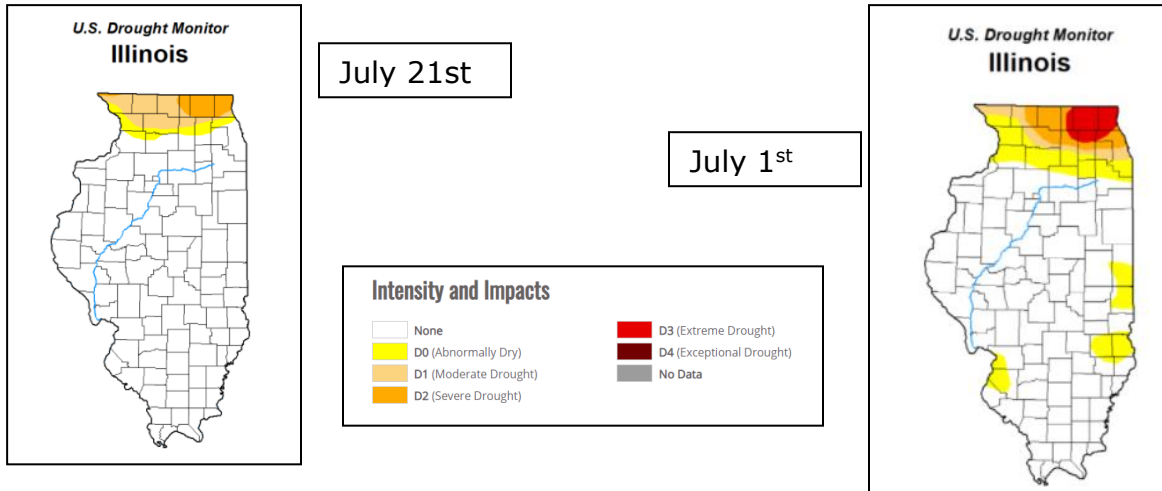 U.S. Drought Monitor
Illinois
July 21st
U.S. Drought Monitor
Illinois
July 1st
Intensity and Impacts
None
D0 (Abnormally Dry)
D1 (Moderate Drought)
D2 (Severe Drought)
D3 (Extreme Drought)
D4 (Exceptional Drought)
No Data